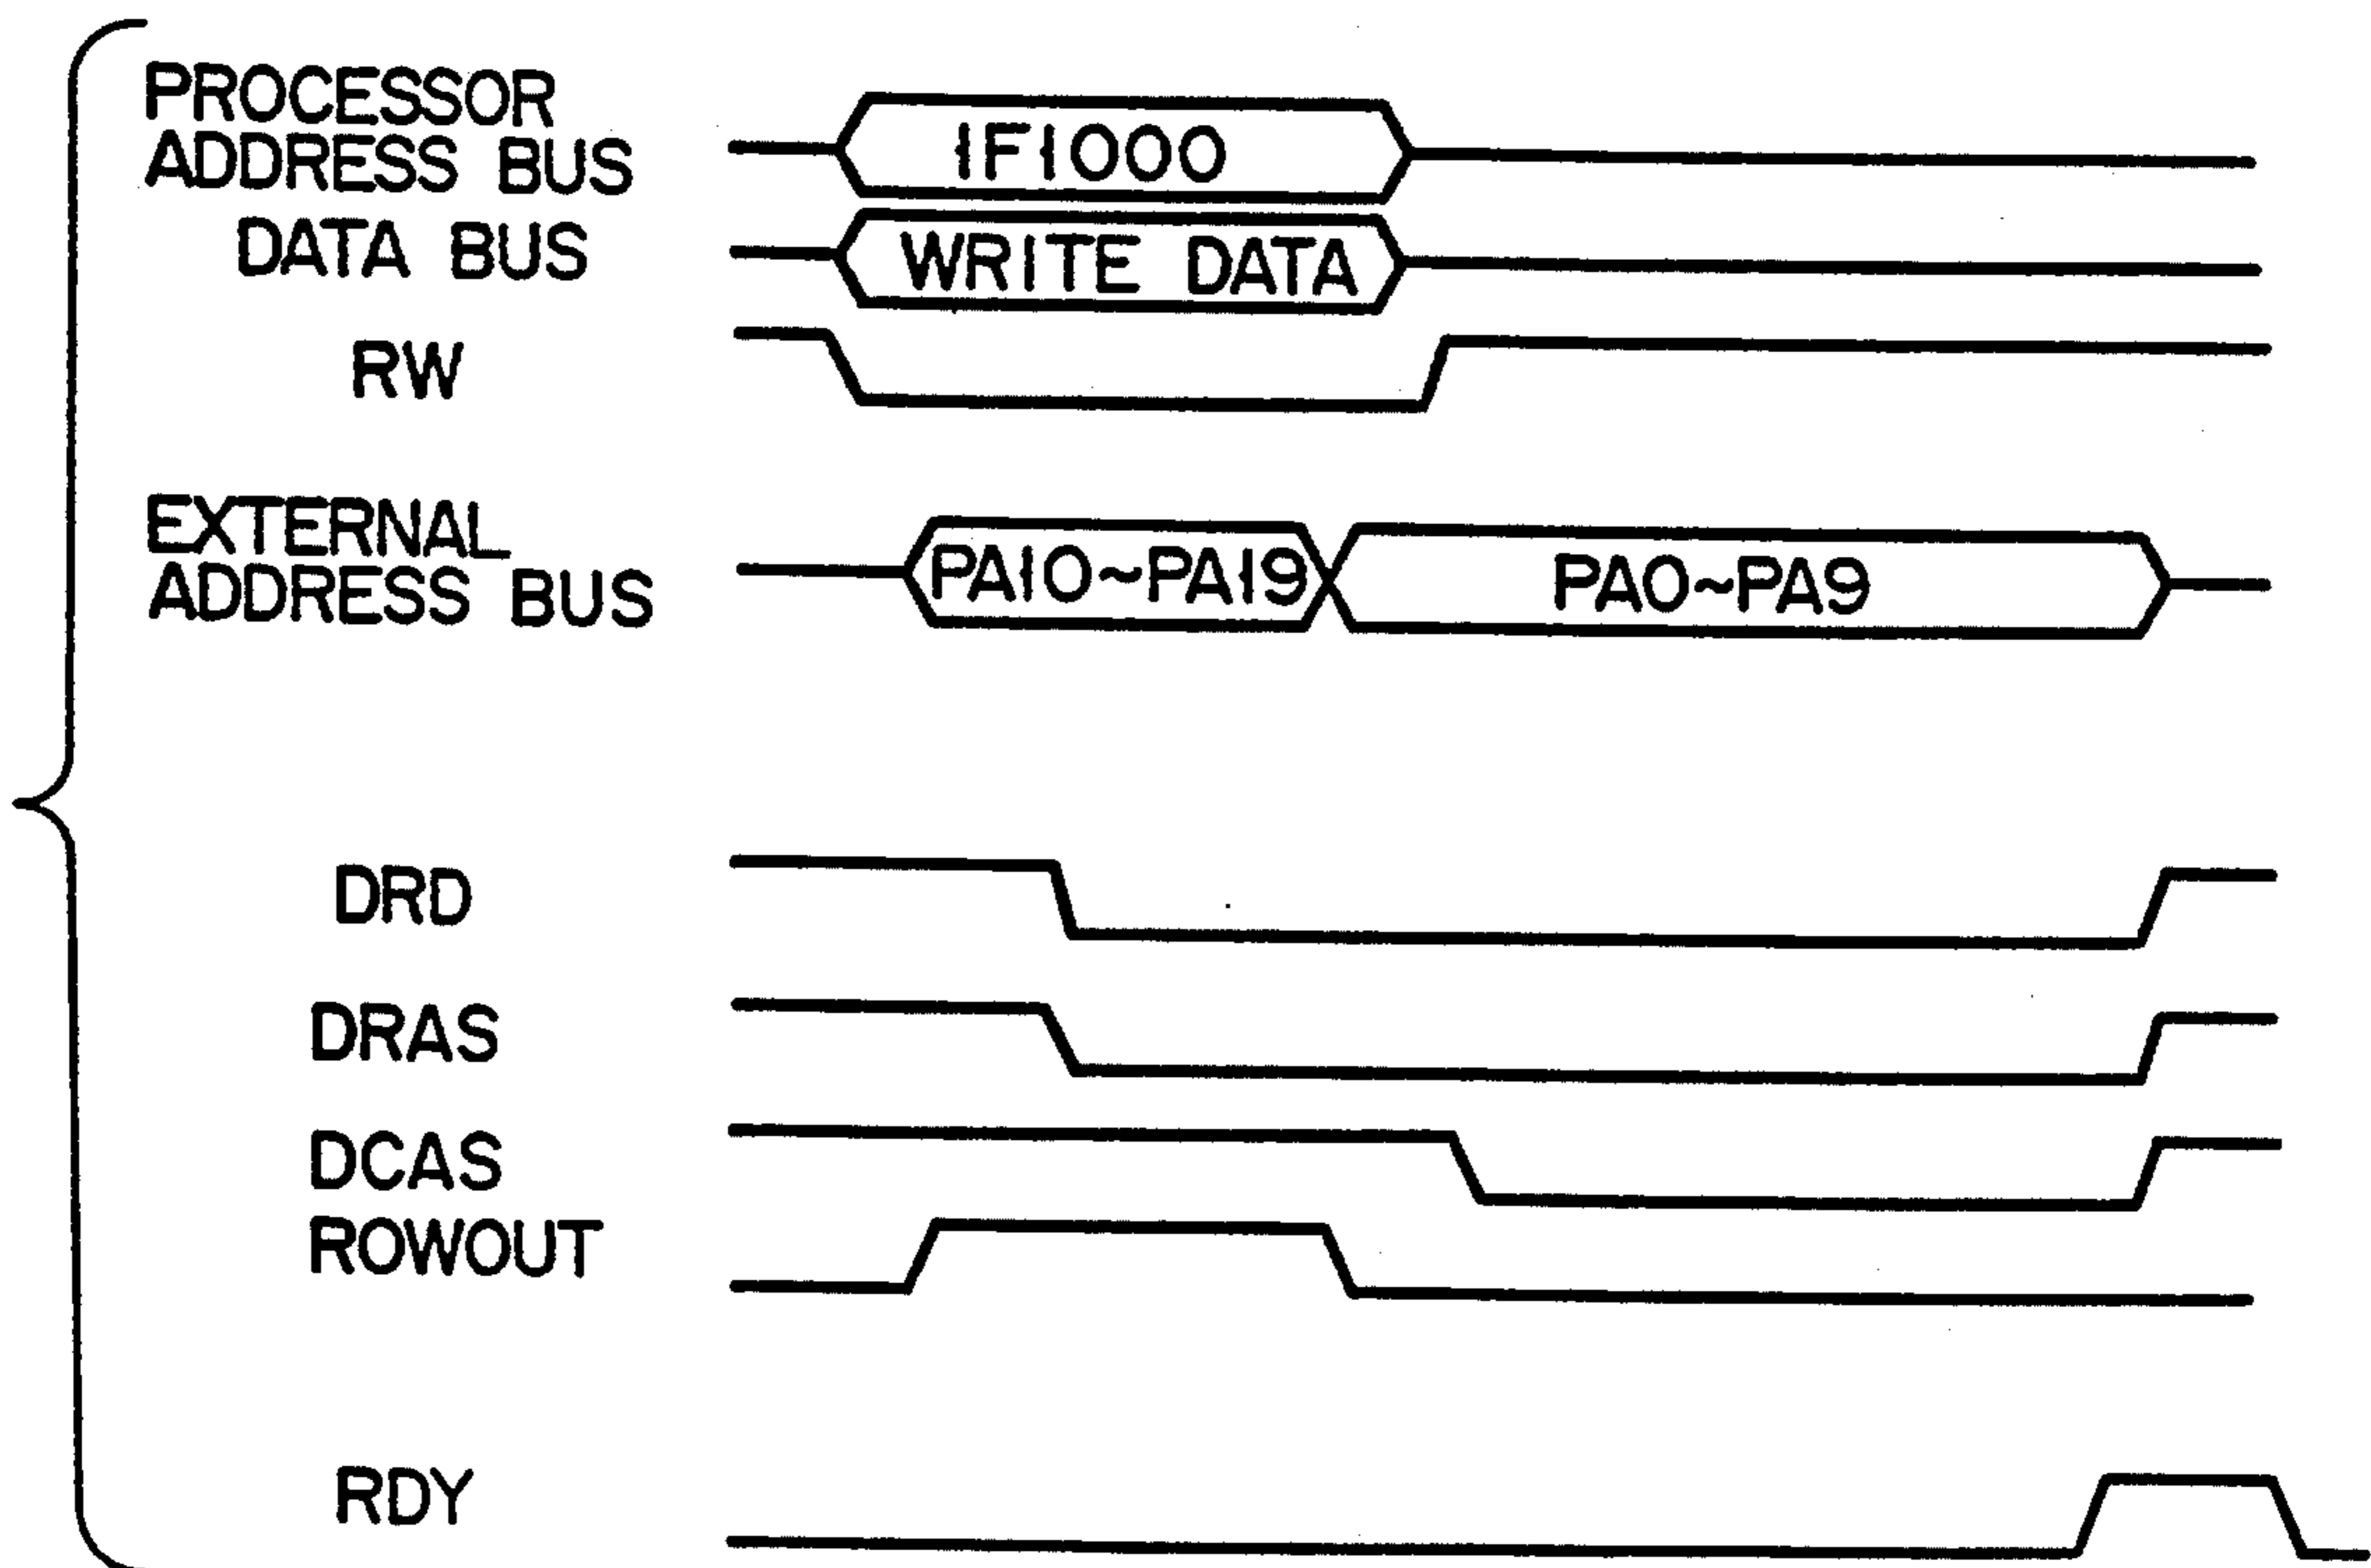 PROCESSOR
ADDRESS BUS
1F1000
DATA BUS
WRITE DATA
RW
EXTERNAL
ADDRESS BUS
PA10~PA19
PA0~PA9
DRD
DRAS
DCAS
ROWOUT
RDY